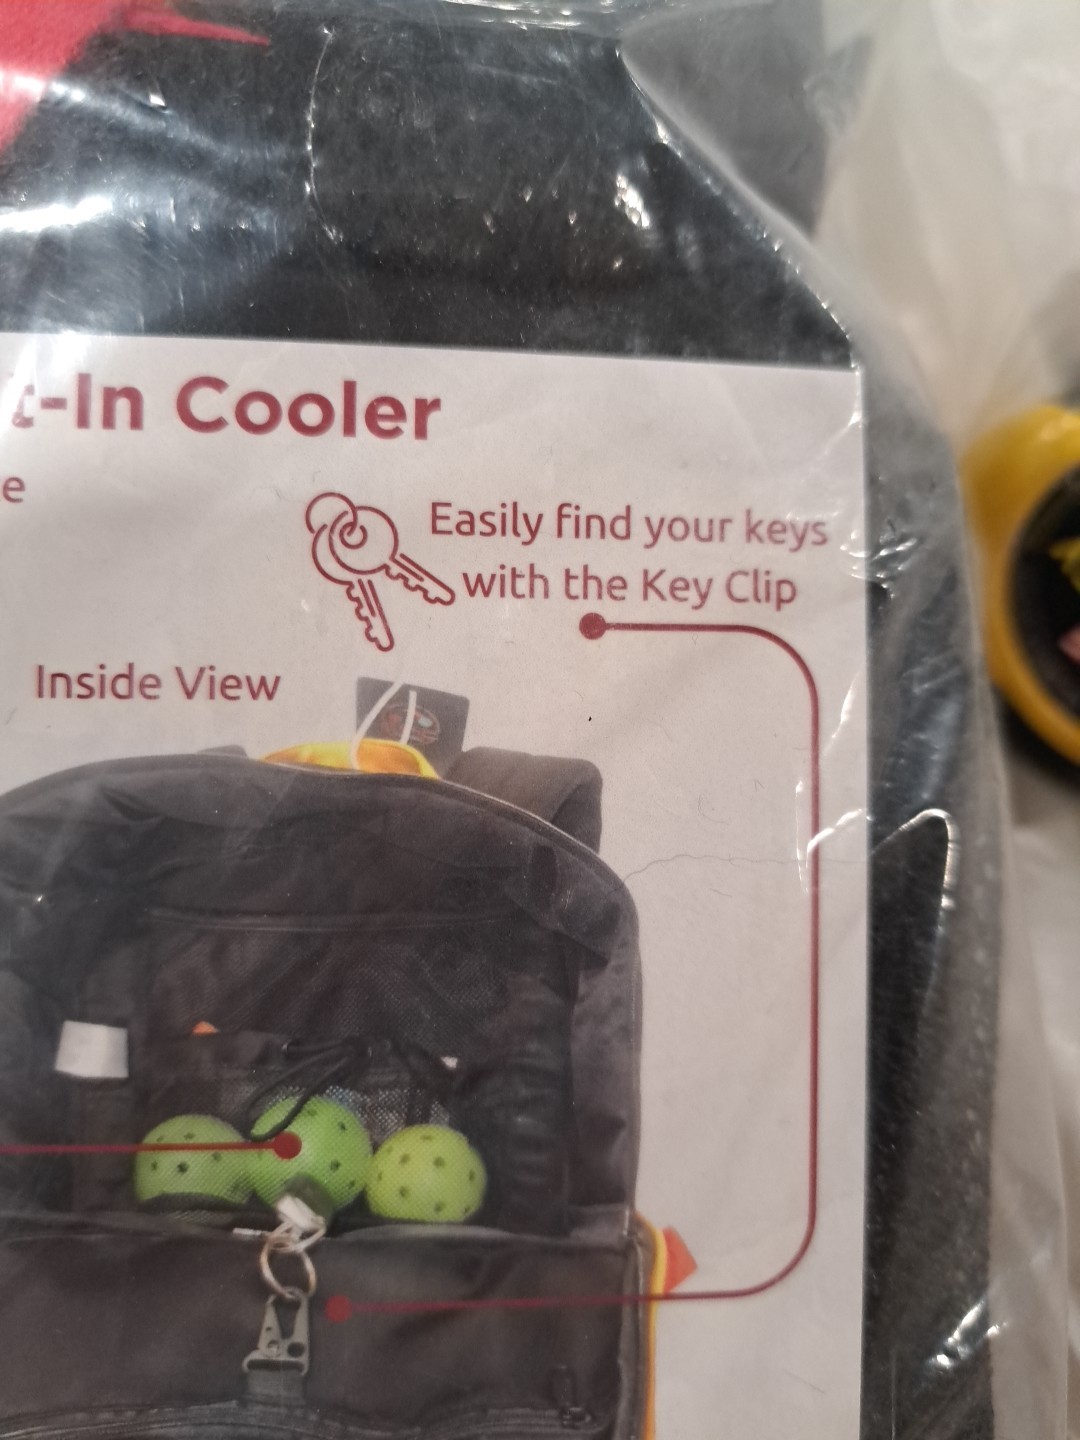 t-In Cooler
e
Easily find your keys
with the Key Clip
Inside View